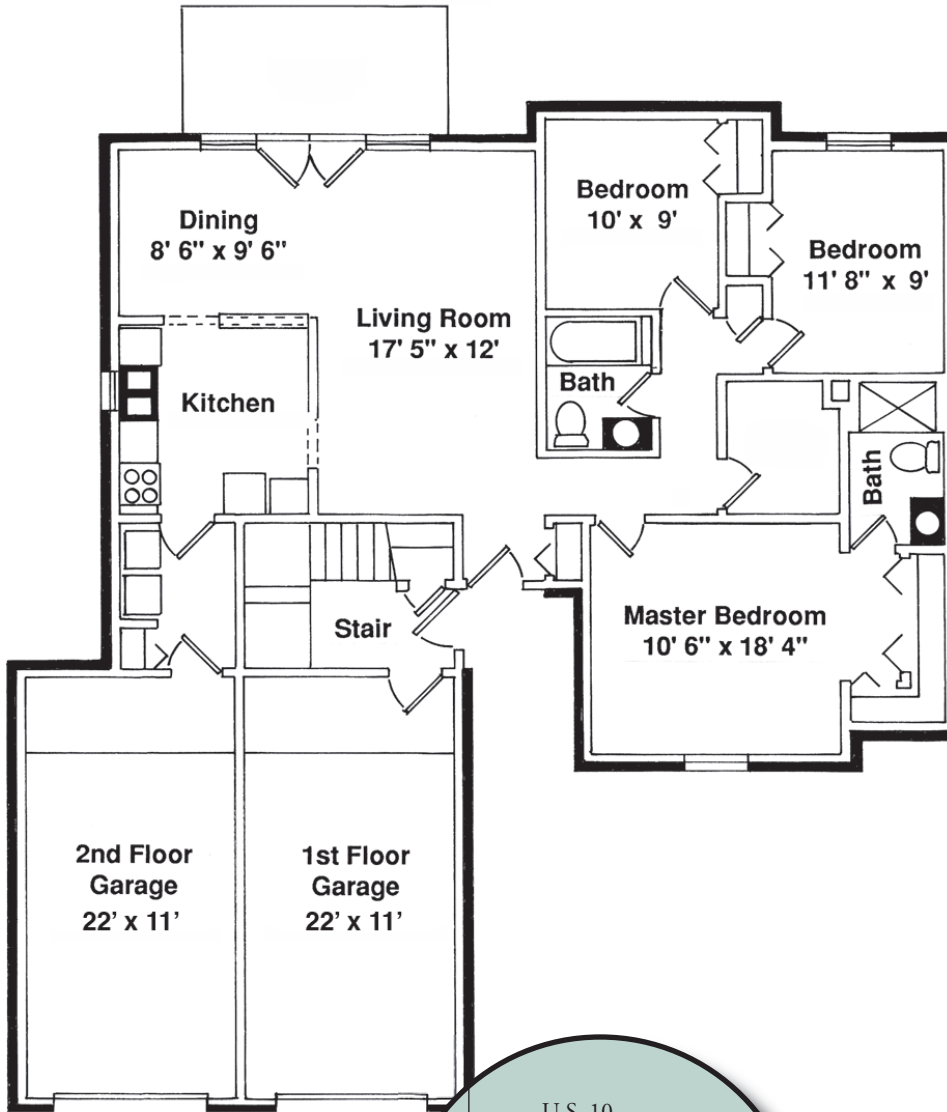 Bedroom
10' x 9'
Dining
8' 6" x 9' 6"
Bedroom
11' 8" x 9'
Living Room
17' 5" x 12'
Bath
Kitchen
Bath
Stair
Master Bedroom
10' 6" x 18' 4"
2nd Floor
Garage
22' x 11'
1st Floor
Garage
22' x 11'
U.S. 10